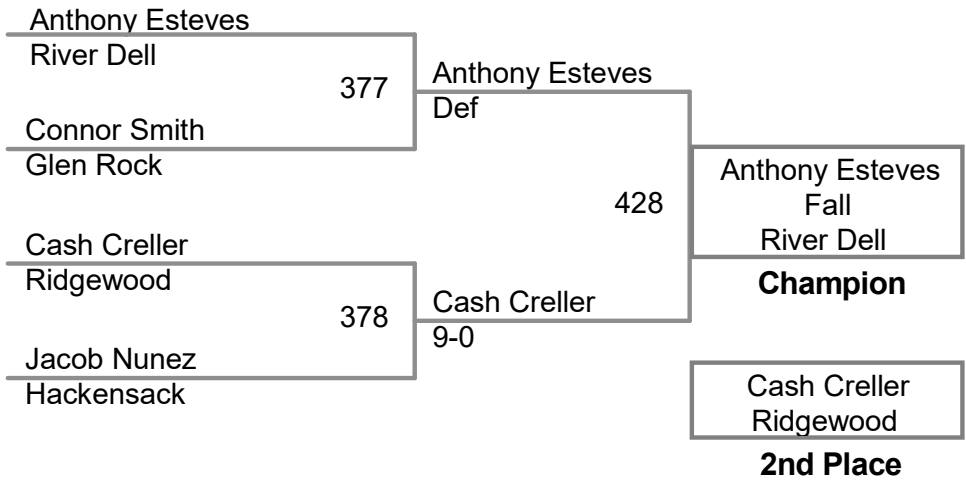 Anthony Esteves
River Dell
377
Connor Smith
Glen Rock
Anthony Esteves
Def
Cash Creller
Ridgewood
378
Jacob Nunez
Hackensack
Cash Creller
9-0
428
Anthony Esteves
Fall
River Dell
Champion
Cash Creller
Ridgewood
2nd Place